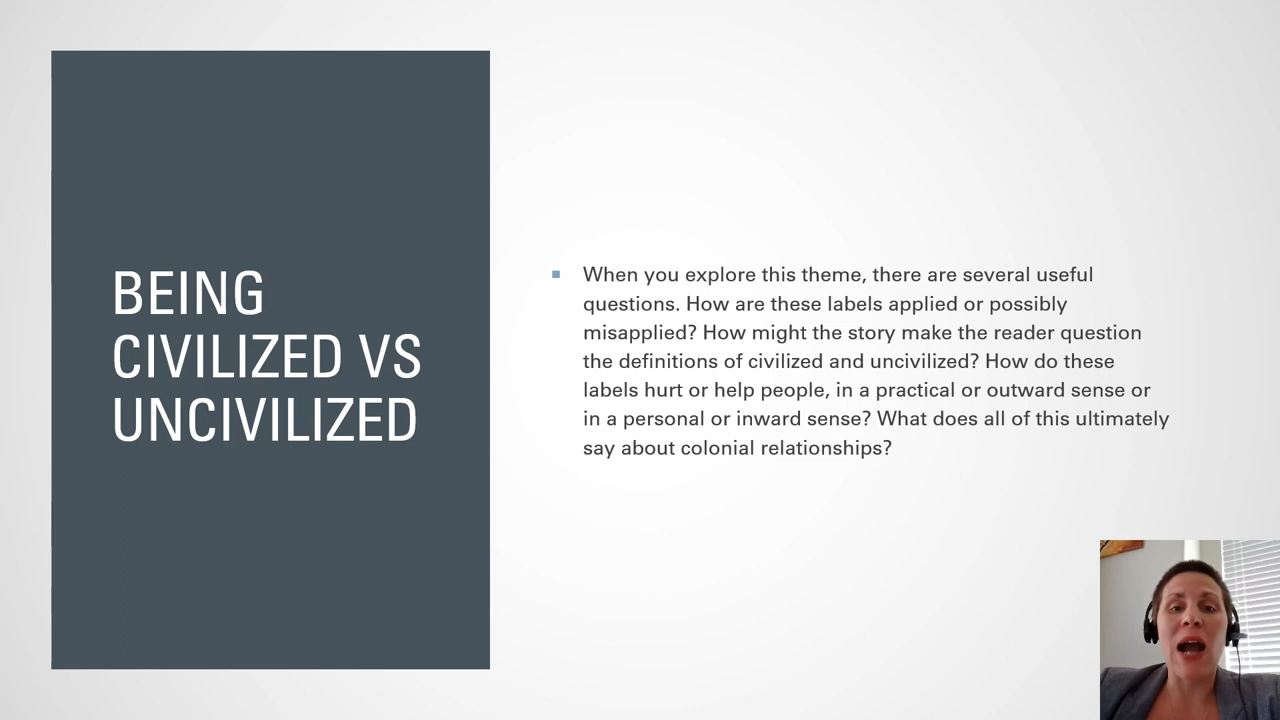 BEING
CIVILIZED VS
UNCIVILIZED
When you explore this theme, there are several useful
questions. How are these labels applied or possibly
misapplied? How might the story make the reader question
the definitions of civilized and uncivilized? How do these
labels hurt or help people, in a practical or outward sense or
in a personal or inward sense? What does all of this ultimately
say about colonial relationships?